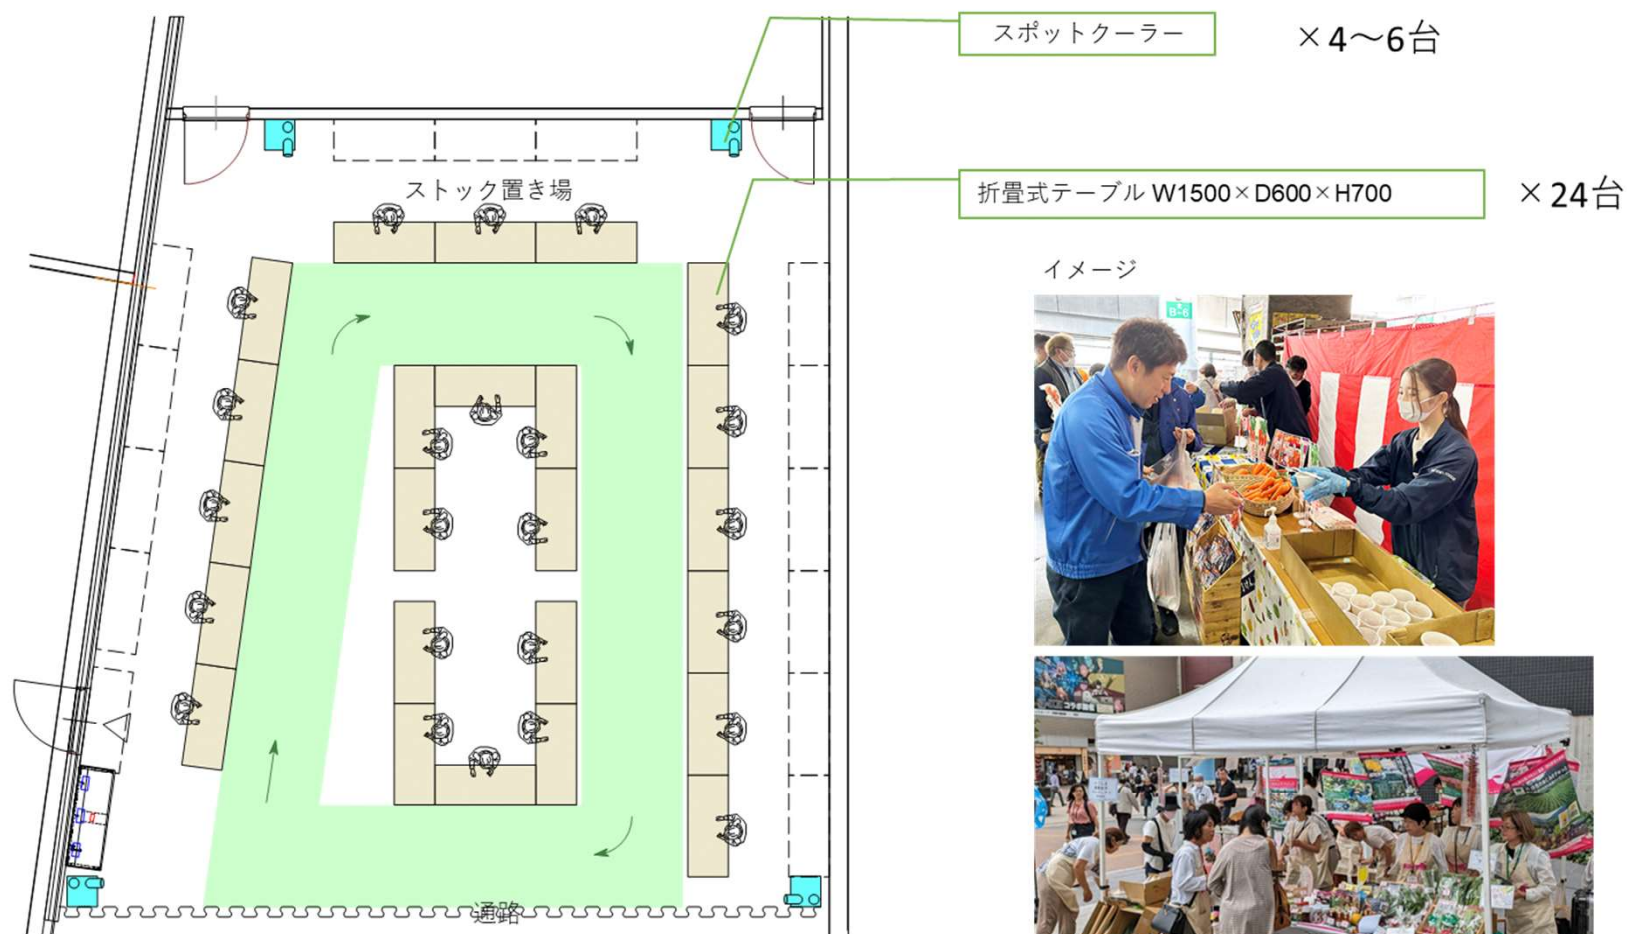 スポットクーラー
×4～6台
折畳式テーブル W1500×D600×H700
×24台
ストック置き場
イメージ
B-6
通路